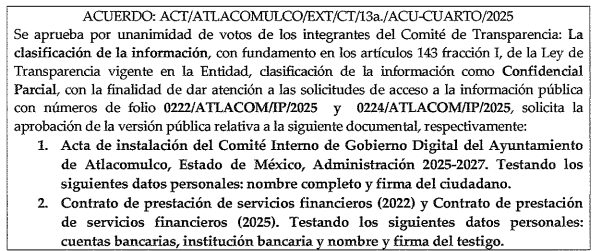 ACUERDO: ACT/ATLACOMULCO/EXT/CT/13a./ACU-CUARTO/2025
Se aprueba por unanimidad de votos de los integrantes del Comité de Transparencia: La
clasificación de la información, con fundamento en los artículos 143 fracción I, de la Ley de
Transparencia vigente en la Entidad, clasificación de la información como Confidencial
Parcial, con la finalidad de dar atención a las solicitudes de acceso a la información pública
con números de folio 0222/ATLACOM/IP/2025 y 0224/ATLACOM/IP/2025, solicita la
aprobación de la versión pública relativa a la siguiente documental, respectivamente:
1. Acta de instalación del Comité Interno de Gobierno Digital del Ayuntamiento
de Atlacomulco, Estado de México, Administración 2025-2027. Testando los
siguientes datos personales: nombre completo y firma del ciudadano.
2. Contrato de prestación de servicios financieros (2022) y Contrato de prestación
de servicios financieros (2025). Testando los siguientes datos personales:
cuentas bancarias, institución bancaria y nombre y firma del testigo.